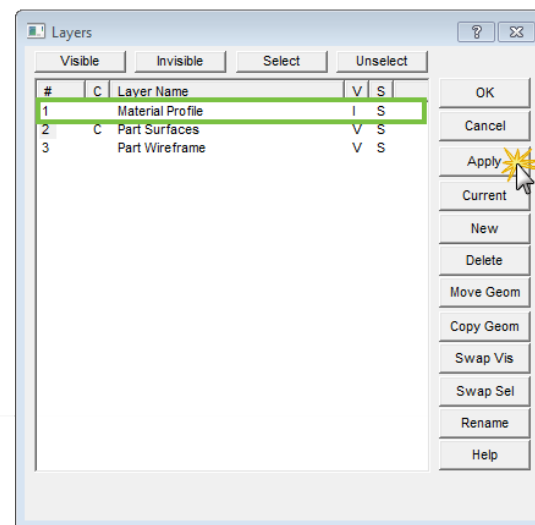 Layers
Visible Invisible Select Unselect
# C Layer Name V S
1 Material Profile I S
2 C Part Surfaces V S
3 Part Wireframe V S
OK
Cancel
Apply
Current
New
Delete
Move Geom
Copy Geom
Swap Vis
Swap Sel
Rename
Help